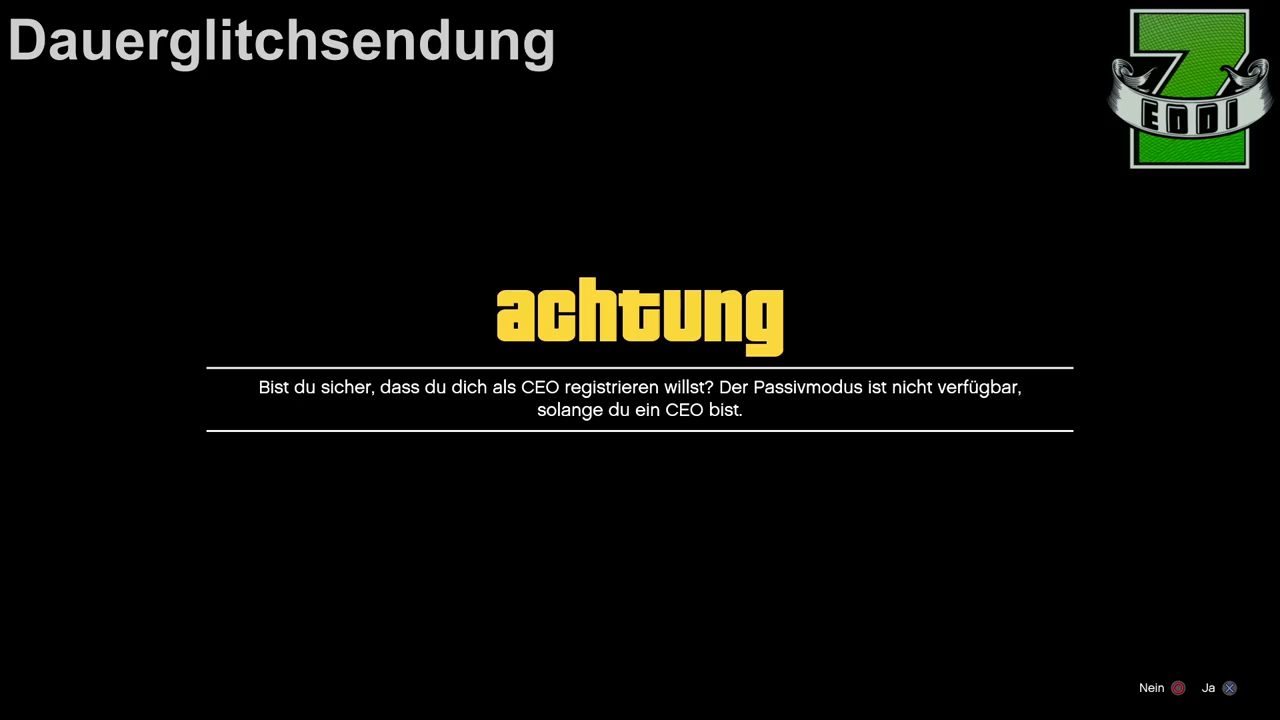 Dauerglitchsendung
Z
EDDI
achtung
Bist du sicher, dass du dich als CEO registrieren willst? Der Passivmodus ist nicht verfügbar,
solange du ein CEO bist.
Nein Ja